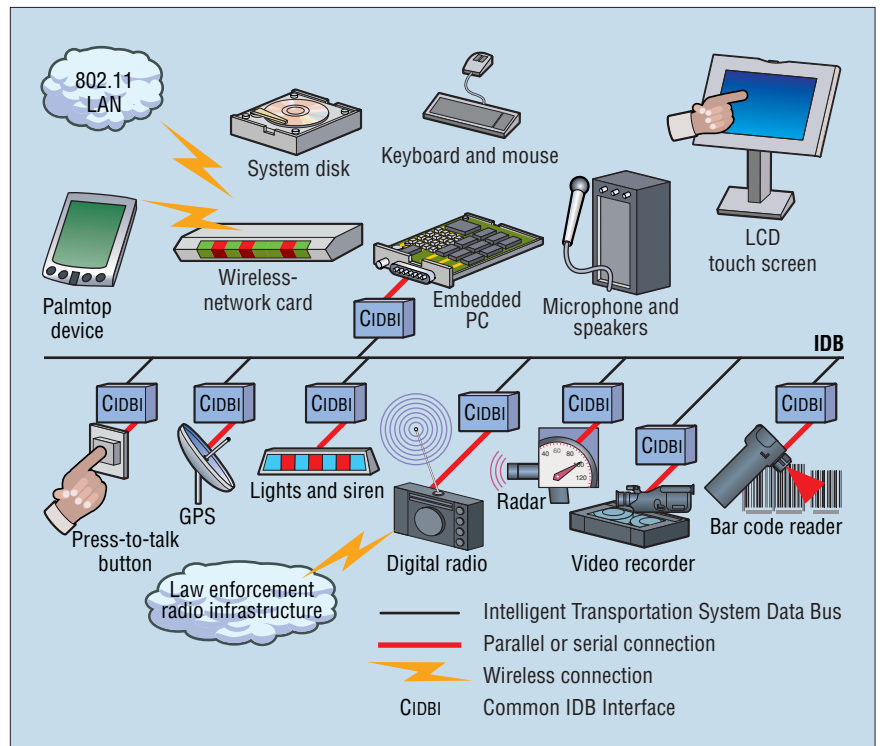 802.11
LAN
System disk
Keyboard and mouse
LCD
touch screen
Palmtop
device
Wireless-
network card
Embedded
PC
Microphone and
speakers
CIDBI
IDB
CIDBI
CIDBI
CIDBI
CIDBI
CIDBI
CIDBI
CIDBI
40
60
80
100
120
Press-to-talk
button
GPS
Lights and siren
Digital radio
Radar
Video recorder
Bar code reader
Law enforcement
radio infrastructure
Intelligent Transportation System Data Bus
Parallel or serial connection
Wireless connection
CIDBI Common IDB Interface